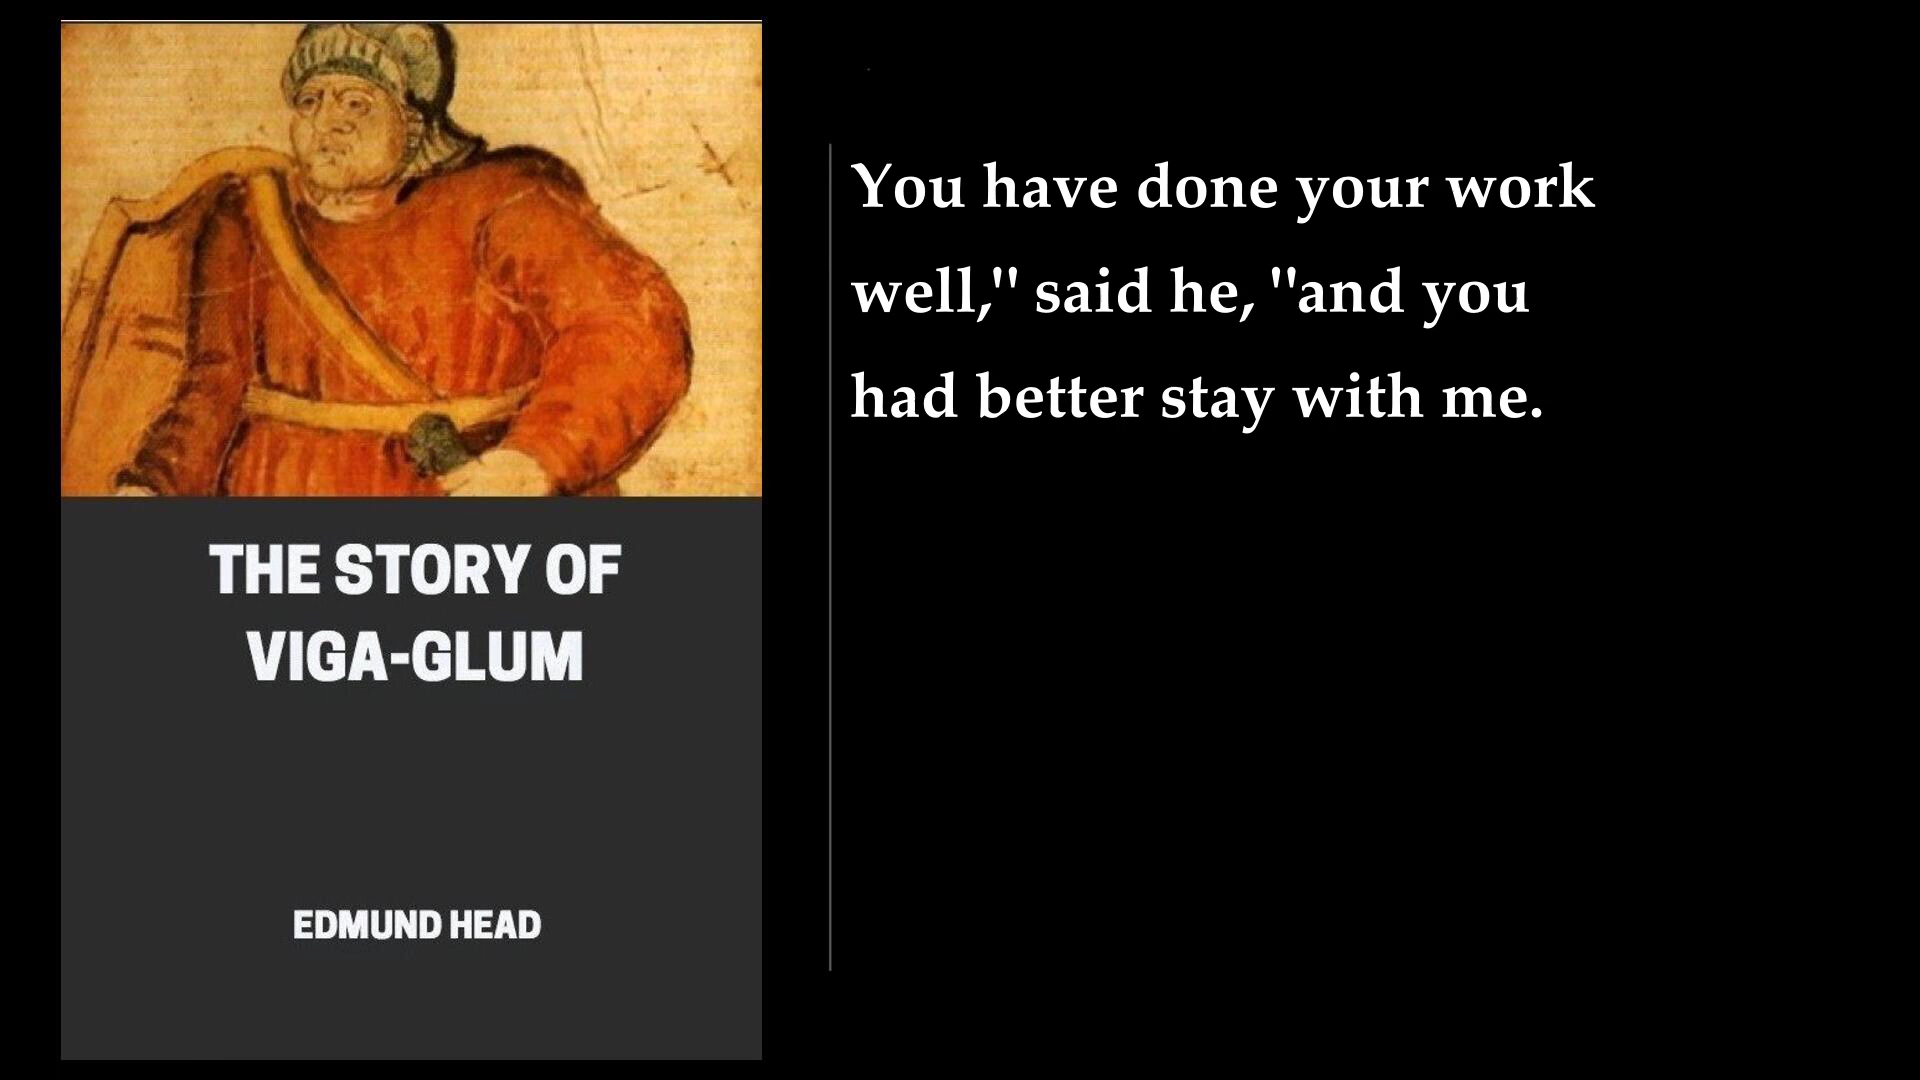 THE STORY OF
VIGA-GLUM
EDMUND HEAD
You have done your work
well," said he, "and you
had better stay with me.